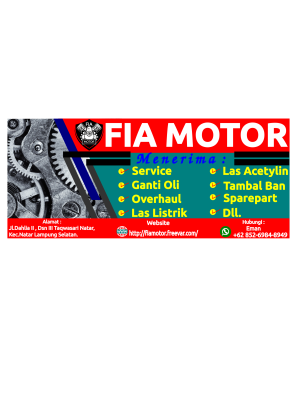 FIA
MOTOR
FIA MOTOR
Menerima :
Service
Ganti Oli
Overhaul
Las Listrik
Las Acetylin
Tambal Ban
Sparepart
Dll.
Alamat :
Jl.Dahlia II , Dsn III Taqwasari Natar,
Kec.Natar Lampung Selatan.
Website
http://fiamotor.freevar.com/
Hubungi :
Eman
+62 852-6984-8949